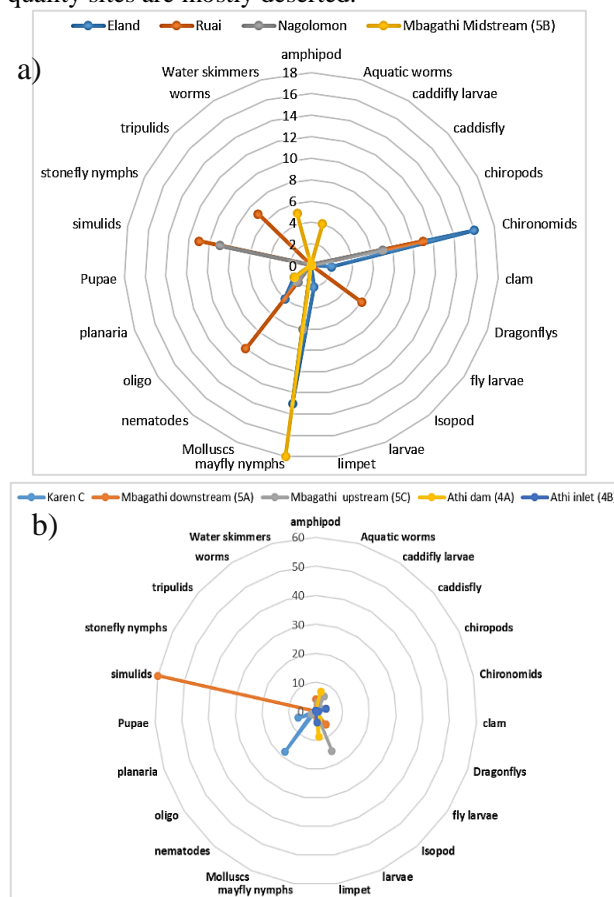 quality sites are mostly deserted.
Eland Ruai Nagolomon Mbagathi Midstream (5B)
a)
amphipod
Water skimmers 18 Aquatic worms
worms 16 caddifly larvae
14
tripulids 12 caddisfly
10
stonefly nymphs 8 chiropods
6
simulids 4 Chironomids
2
0
Pupae clam
planaria Dragonflys
oligo fly larvae
nematodes Isopod
Molluscs larvae
mayfly nymphs limpet
Karen C Mbagathi downstream (5A) Mbagathi upstream (5C) Athi dam (4A) Athi inlet (4B)
b)
amphipod
Water skimmers 60 Aquatic worms
worms 50 caddifly larvae
tripulids 40 caddisfly
30
stonefly nymphs chiropods
20
simulids 10 Chironomids
0
Pupae clam
planaria Dragonflys
oligo fly larvae
nematodes Isopod
Molluscs larvae
mayfly nymphs limpet